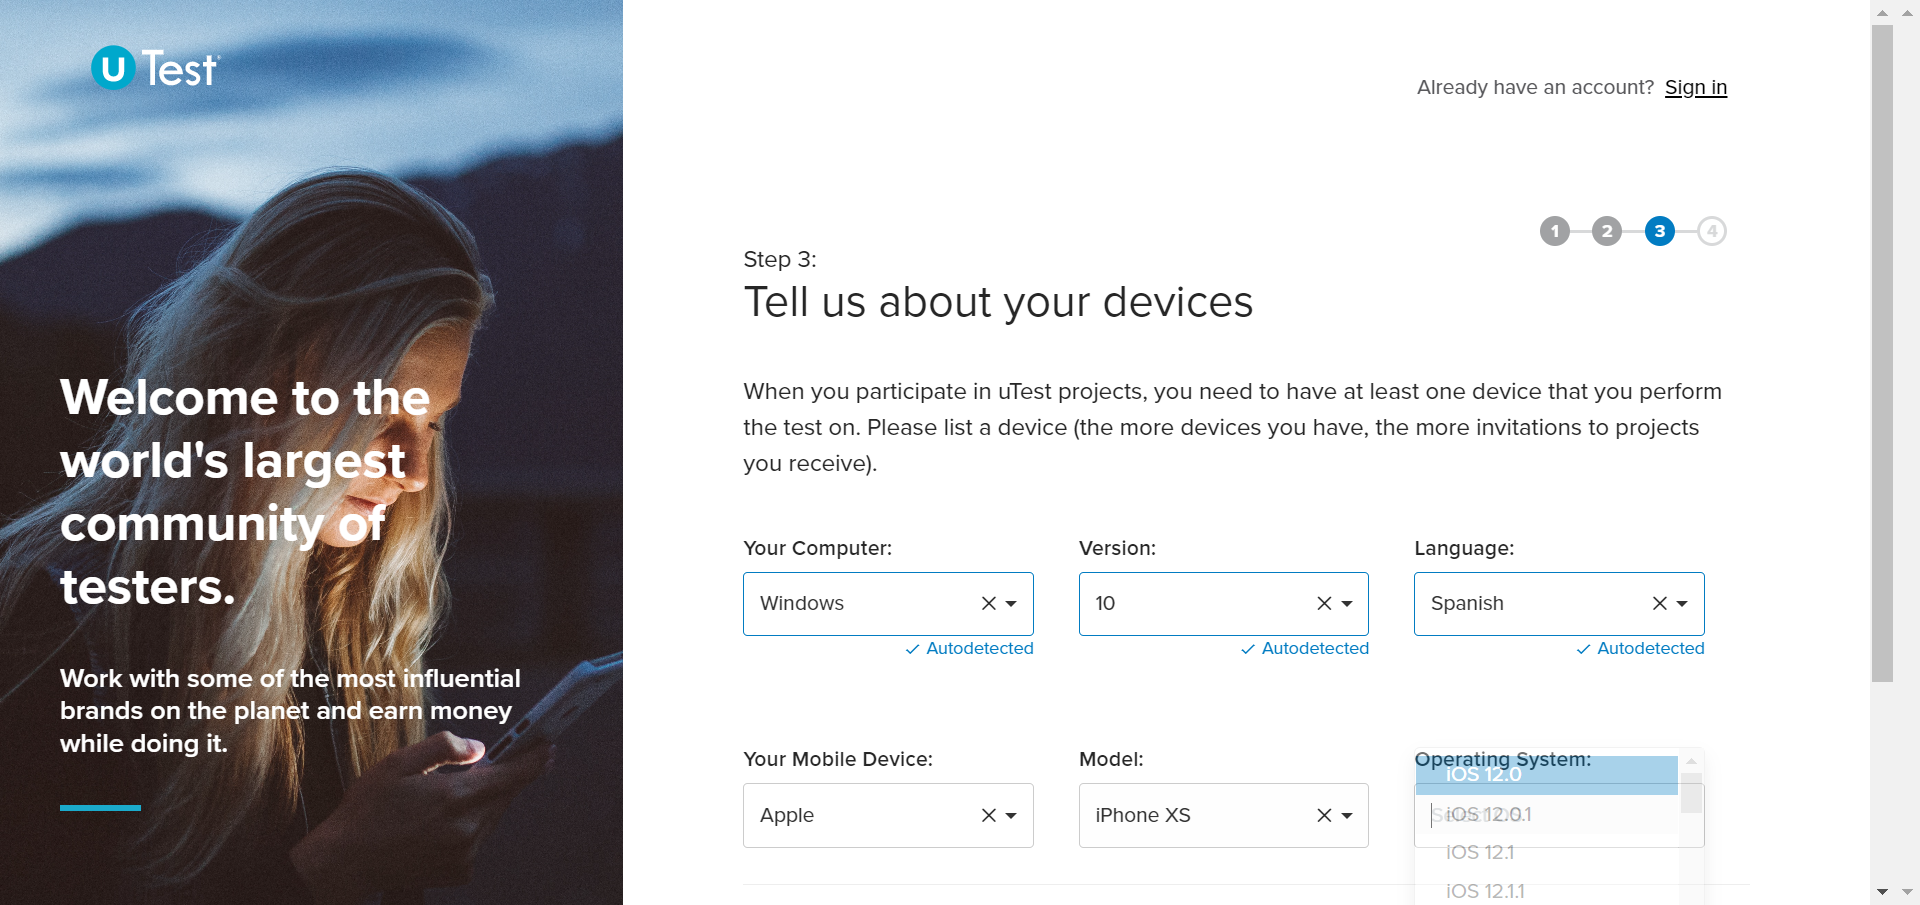 uTest
Already have an account? Sign in
1 2 3 4
Step 3:
Tell us about your devices
Welcome to the
world's largest
community of
testers.
Work with some of the most influential
brands on the planet and earn money
while doing it.
When you participate in uTest projects, you need to have at least one device that you perform
the test on. Please list a device (the more devices you have, the more invitations to projects
you receive).
Your Computer: Version: Language:
Windows 10 Spanish
Autodetected Autodetected Autodetected
Your Mobile Device: Model: Operating System:
iOS 12.0
Apple iPhone XS Select OS
iOS 12.0.1
iOS 12.1
iOS 12.1.1